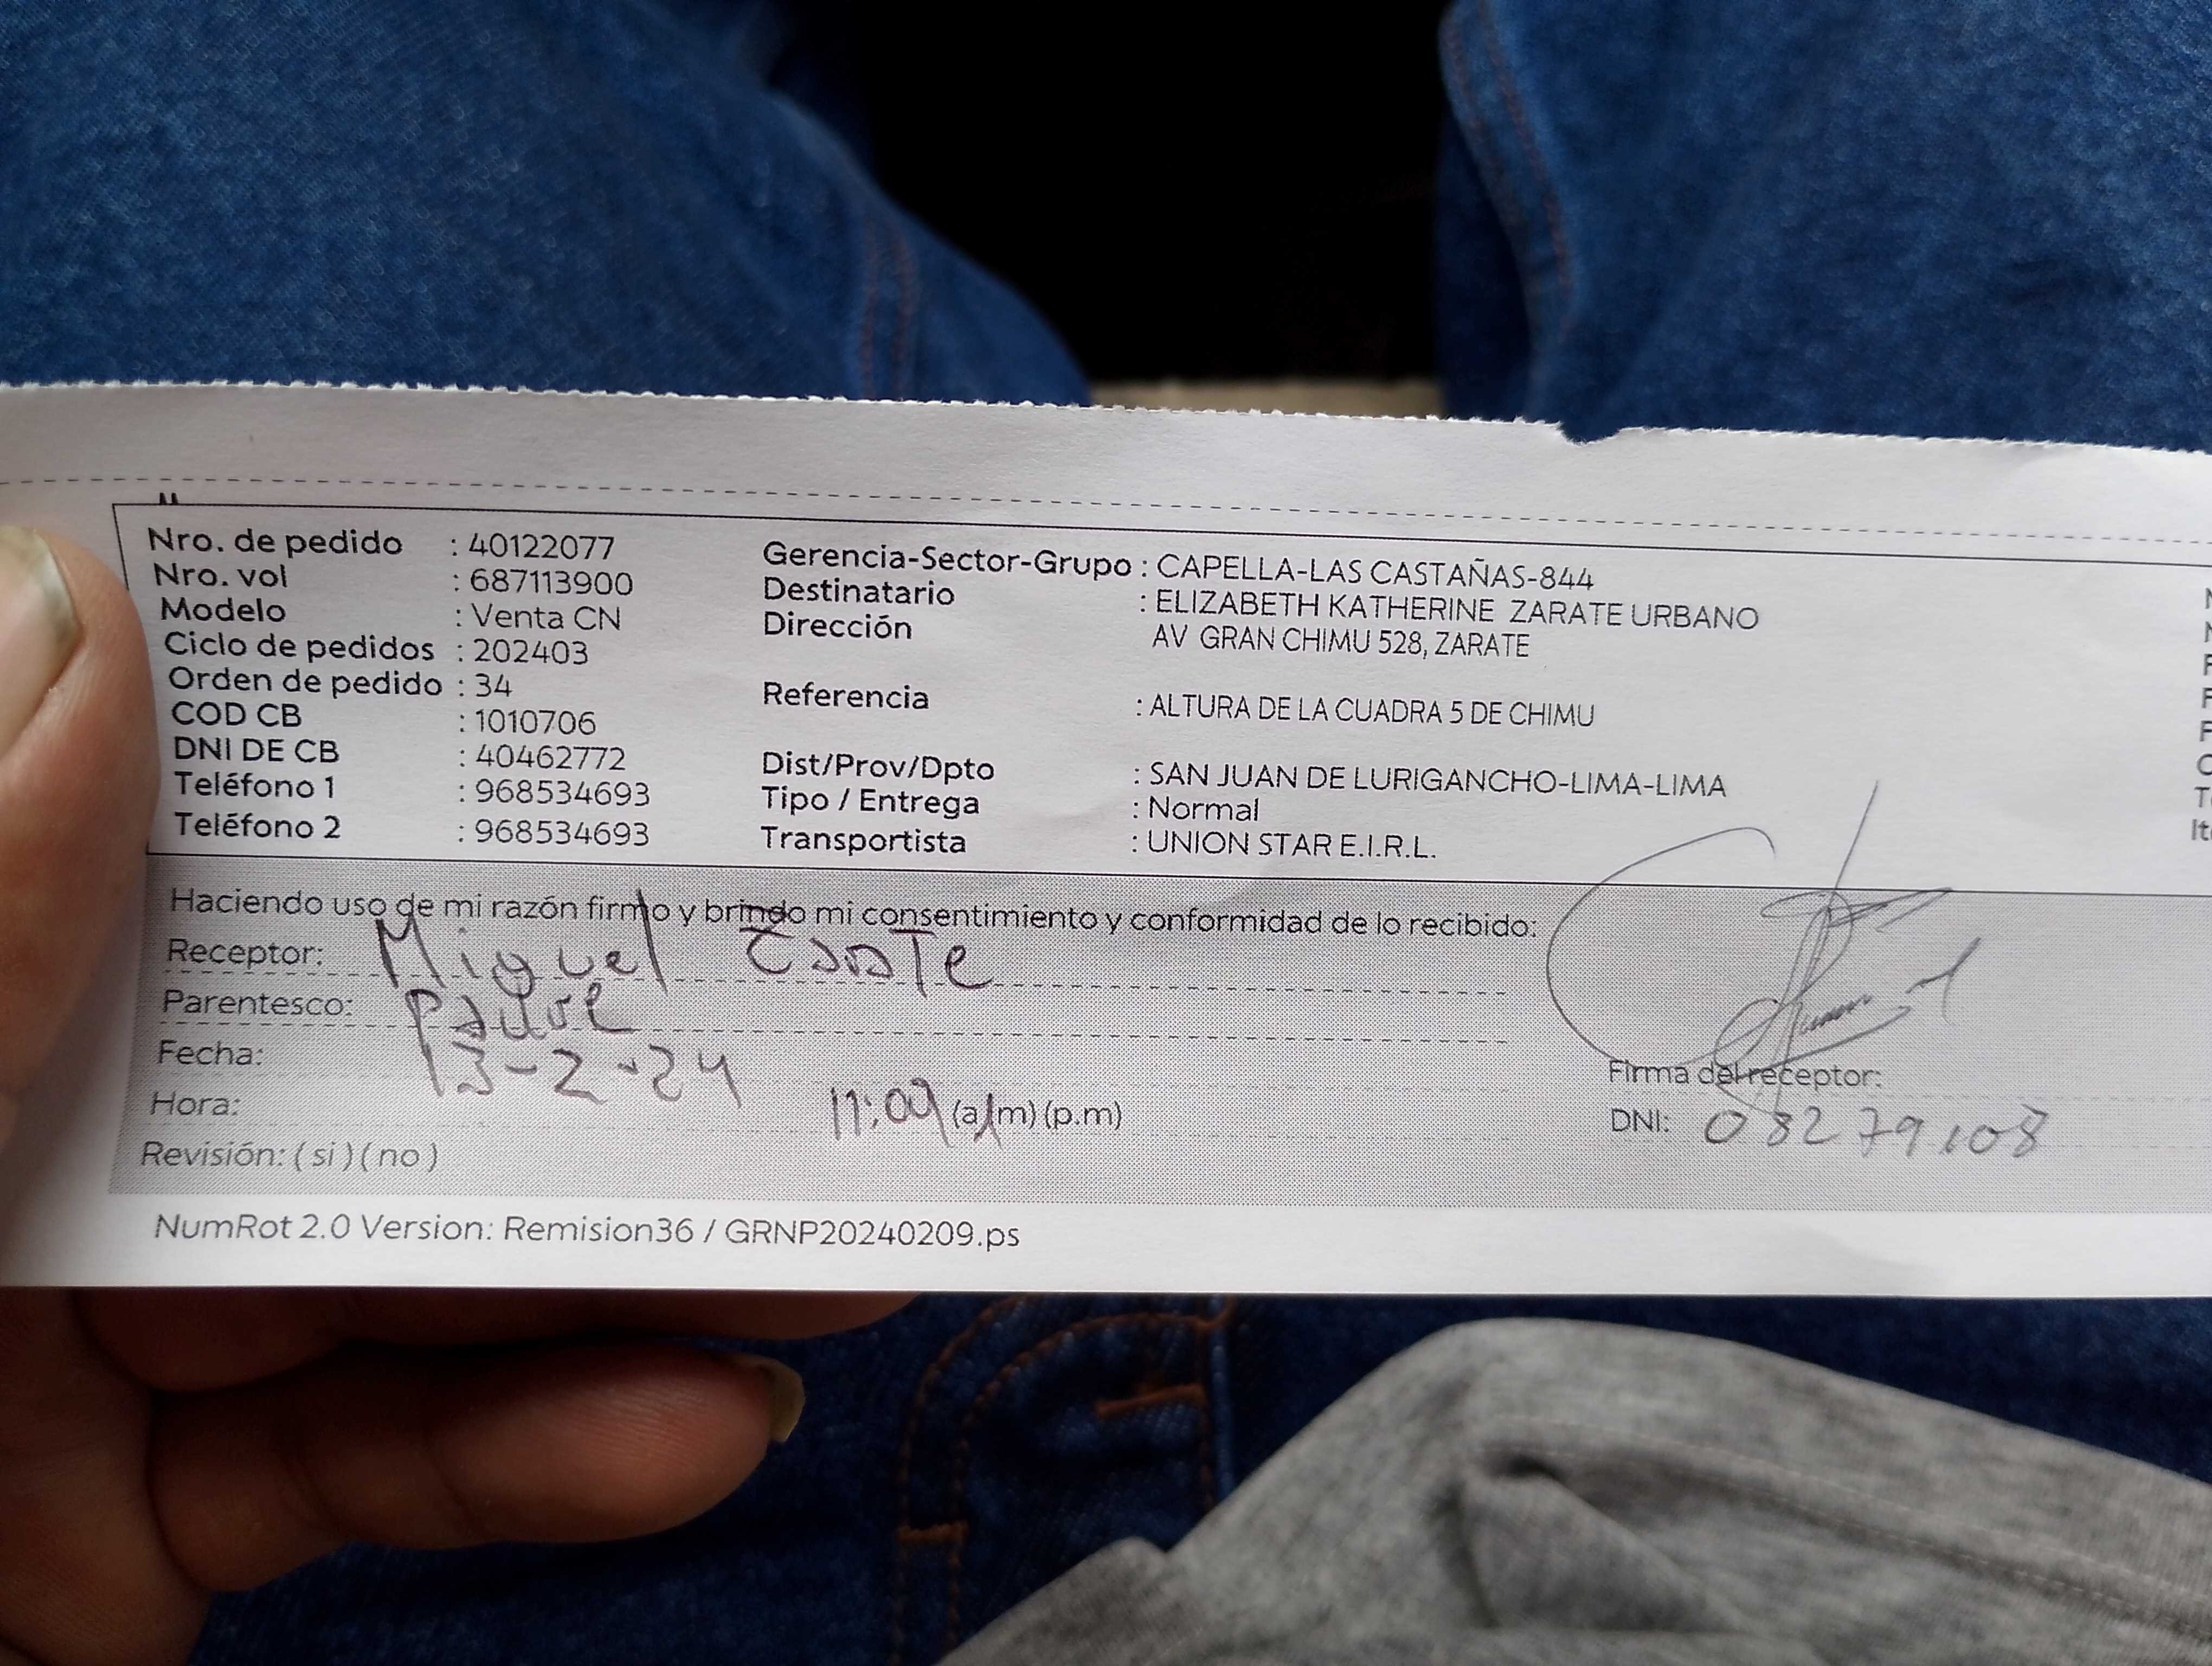 Nro. de pedido : 40122077
Nro. vol : 687113900
Modelo : Venta CN
Ciclo de pedidos : 202403
Orden de pedido : 34
COD CB : 1010706
DNI DE CB : 40462772
Teléfono 1 : 968534693
Teléfono 2 : 968534693
Gerencia-Sector-Grupo : CAPELLA-LAS CASTAÑAS-844
Destinatario : ELIZABETH KATHERINE ZARATE URBANO
Dirección AV GRAN CHIMU 528, ZARATE
Referencia : ALTURA DE LA CUADRA 5 DE CHIMU
Dist/Prov/Dpto : SAN JUAN DE LURIGANCHO-LIMA-LIMA
Tipo / Entrega : Normal
Transportista : UNION STAR E.I.R.L.
Haciendo uso de mi razón firmo y brindo mi consentimiento y conformidad de lo recibido:
Receptor: Miguel Zarate
Parentesco: Padre
Fecha: 13-2-24
Hora: 11:09 (a.m) (p.m)
Revisión: ( si ) ( no )
Firma del receptor:
DNI: 08279108
NumRot 2.0 Version: Remision36 / GRNP20240209.ps